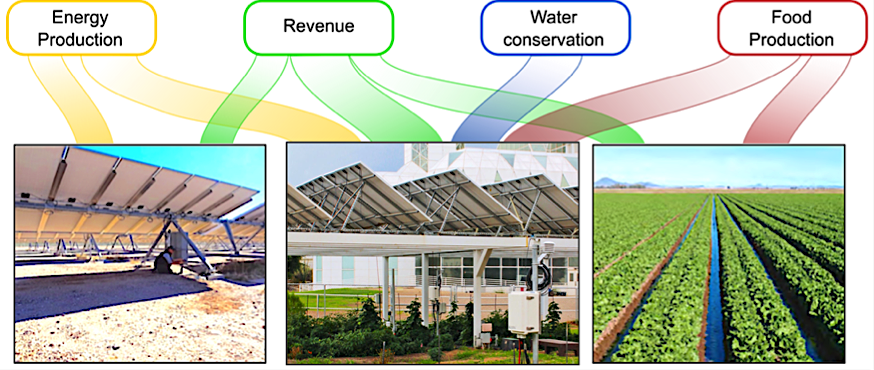 Energy
Production
Revenue
Water
conservation
Food
Production